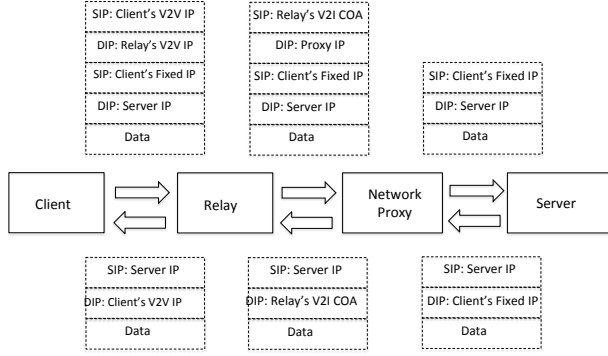 SIP: Client's V2V IP
DIP: Relay's V2V IP
SIP: Client's Fixed IP
DIP: Server IP
Data
SIP: Relay's V2I COA
DIP: Proxy IP
SIP: Client's Fixed IP
DIP: Server IP
Data
SIP: Client's Fixed IP
DIP: Server IP
Data
Client
Relay
Network
Proxy
Server
SIP: Server IP
DIP: Client's V2V IP
Data
SIP: Server IP
DIP: Relay's V2I COA
Data
SIP: Server IP
DIP: Client's Fixed IP
Data